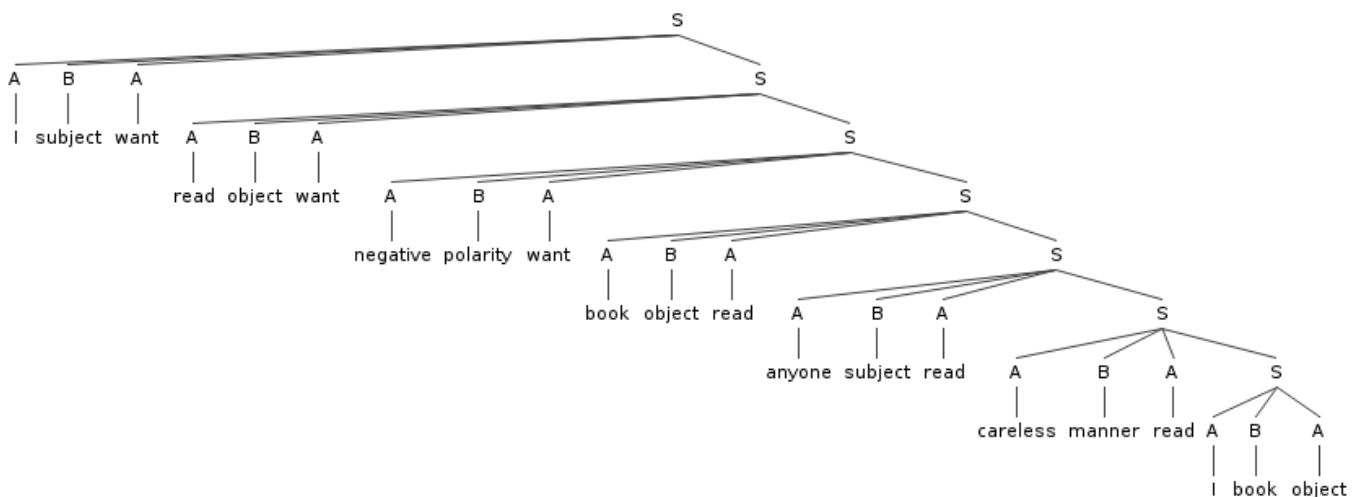 S
A B A S
I subject want A B A S
read object want A B A S
negative polarity want A B A S
book object read A B A S
anyone subject read A B A S
careless manner read A B A
I book object